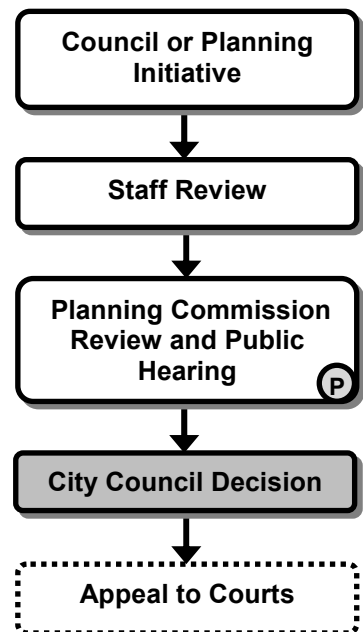 Council or Planning
Initiative
Staff Review
Planning Commission
Review and Public
Hearing
P
City Council Decision
Appeal to Courts